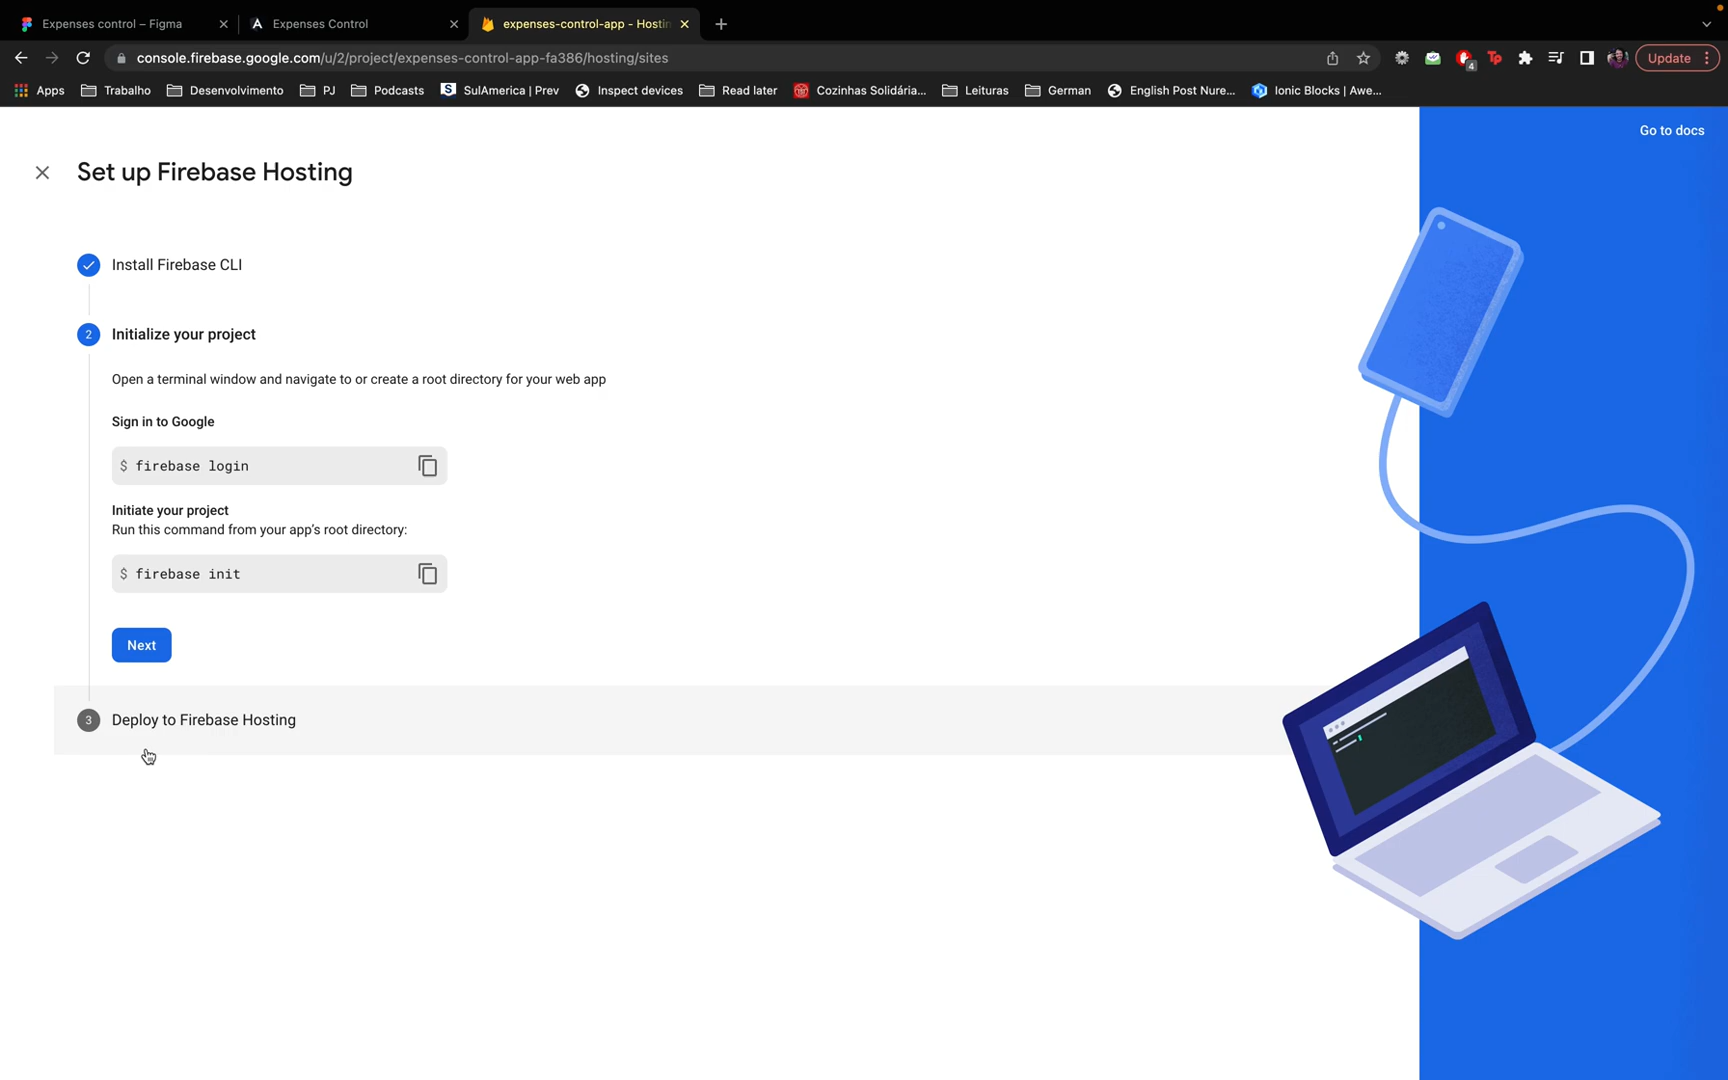 Expenses control – Figma
Expenses Control
expenses-control-app - Hostin
console.firebase.google.com/u/2/project/expenses-control-app-fa386/hosting/sites
4
Tp
Update
Apps
Trabalho
Desenvolvimento
PJ
Podcasts
S
SulAmerica | Prev
Inspect devices
Read later
Cozinhas Solidária...
Leituras
German
English Post Nure...
Ionic Blocks | Awe...
Go to docs
Set up Firebase Hosting
Install Firebase CLI
2 Initialize your project
Open a terminal window and navigate to or create a root directory for your web app
Sign in to Google
$ firebase login
Initiate your project
Run this command from your app's root directory:
$ firebase init
Next
3 Deploy to Firebase Hosting